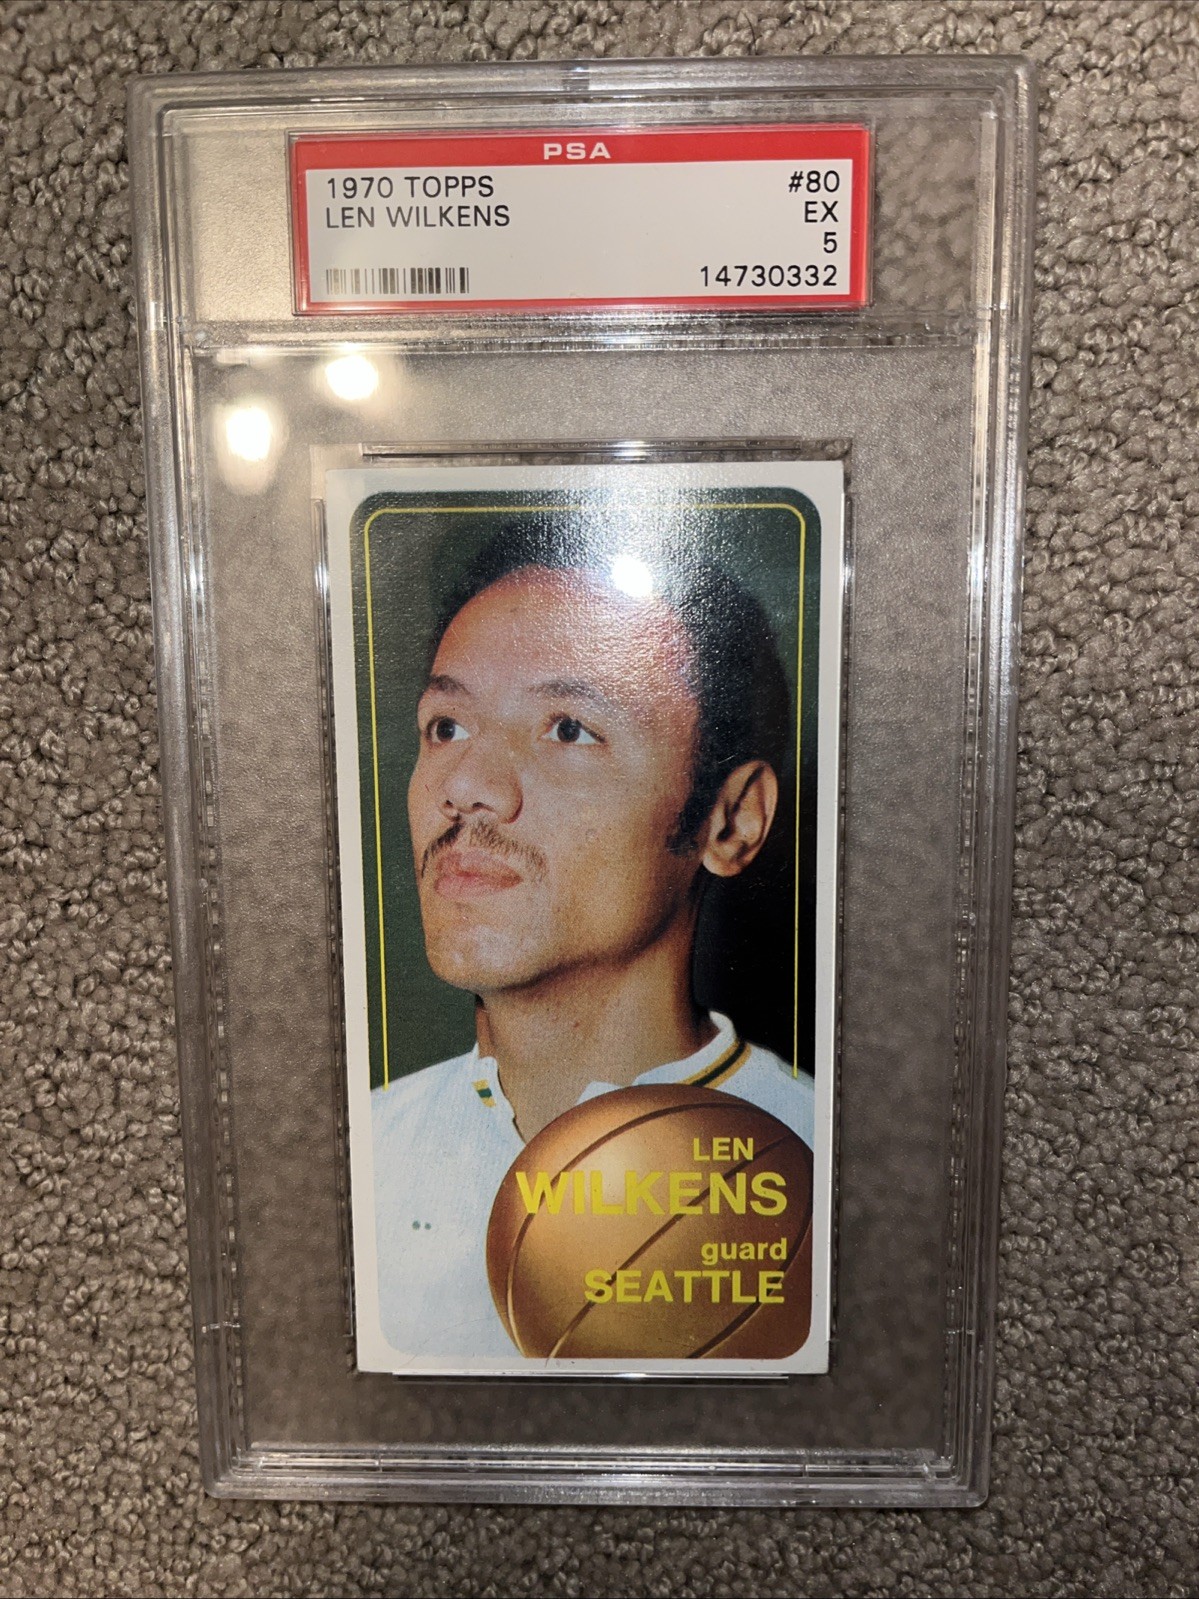 PSA
1970 TOPPS #80
LEN WILKENS EX
5
14730332
LEN
WILKENS
guard
SEATTLE